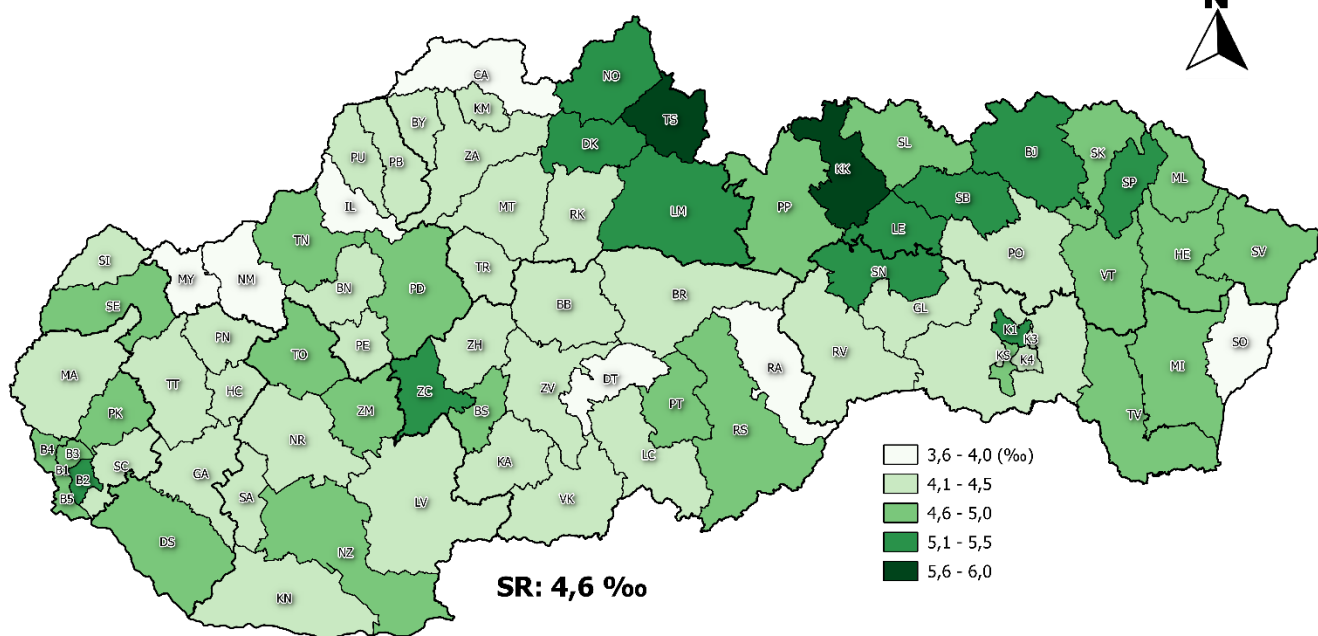 N
CA
NO
KM
TS
BY
DK
ZA
PU
PB
SL
BJ
SK
KK
ML
SP
IL
MT
RK
LM
PP
SB
LE
TN
SI
MY
NM
TR
PO
VT
HE
SV
SN
BN
PD
BB
BR
SE
GL
PN
PE
ZH
TO
K1
K3
KS
K4
SO
MA
TT
RV
MI
ZV
DT
RA
HC
ZC
PK
ZM
BS
PT
TV
RS
NR
B4
B3
B1
B2
B5
SC
GA
KA
LC
SA
LV
VK
DS
NZ
KN
3,6 - 4,0 (‰)
4,1 - 4,5
4,6 - 5,0
5,1 - 5,5
5,6 - 6,0
SR: 4,6 ‰